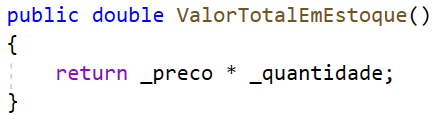 public double ValorTotalEmEstoque()
{
    return _preco * _quantidade;
}